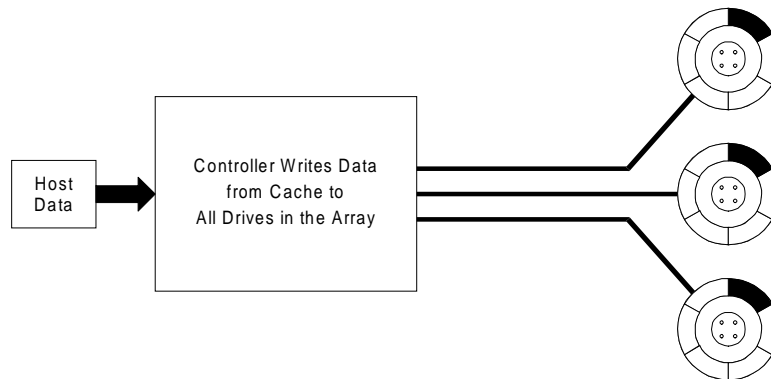 Host
Data
Controller Writes Data
from Cache to
All Drives in the Array